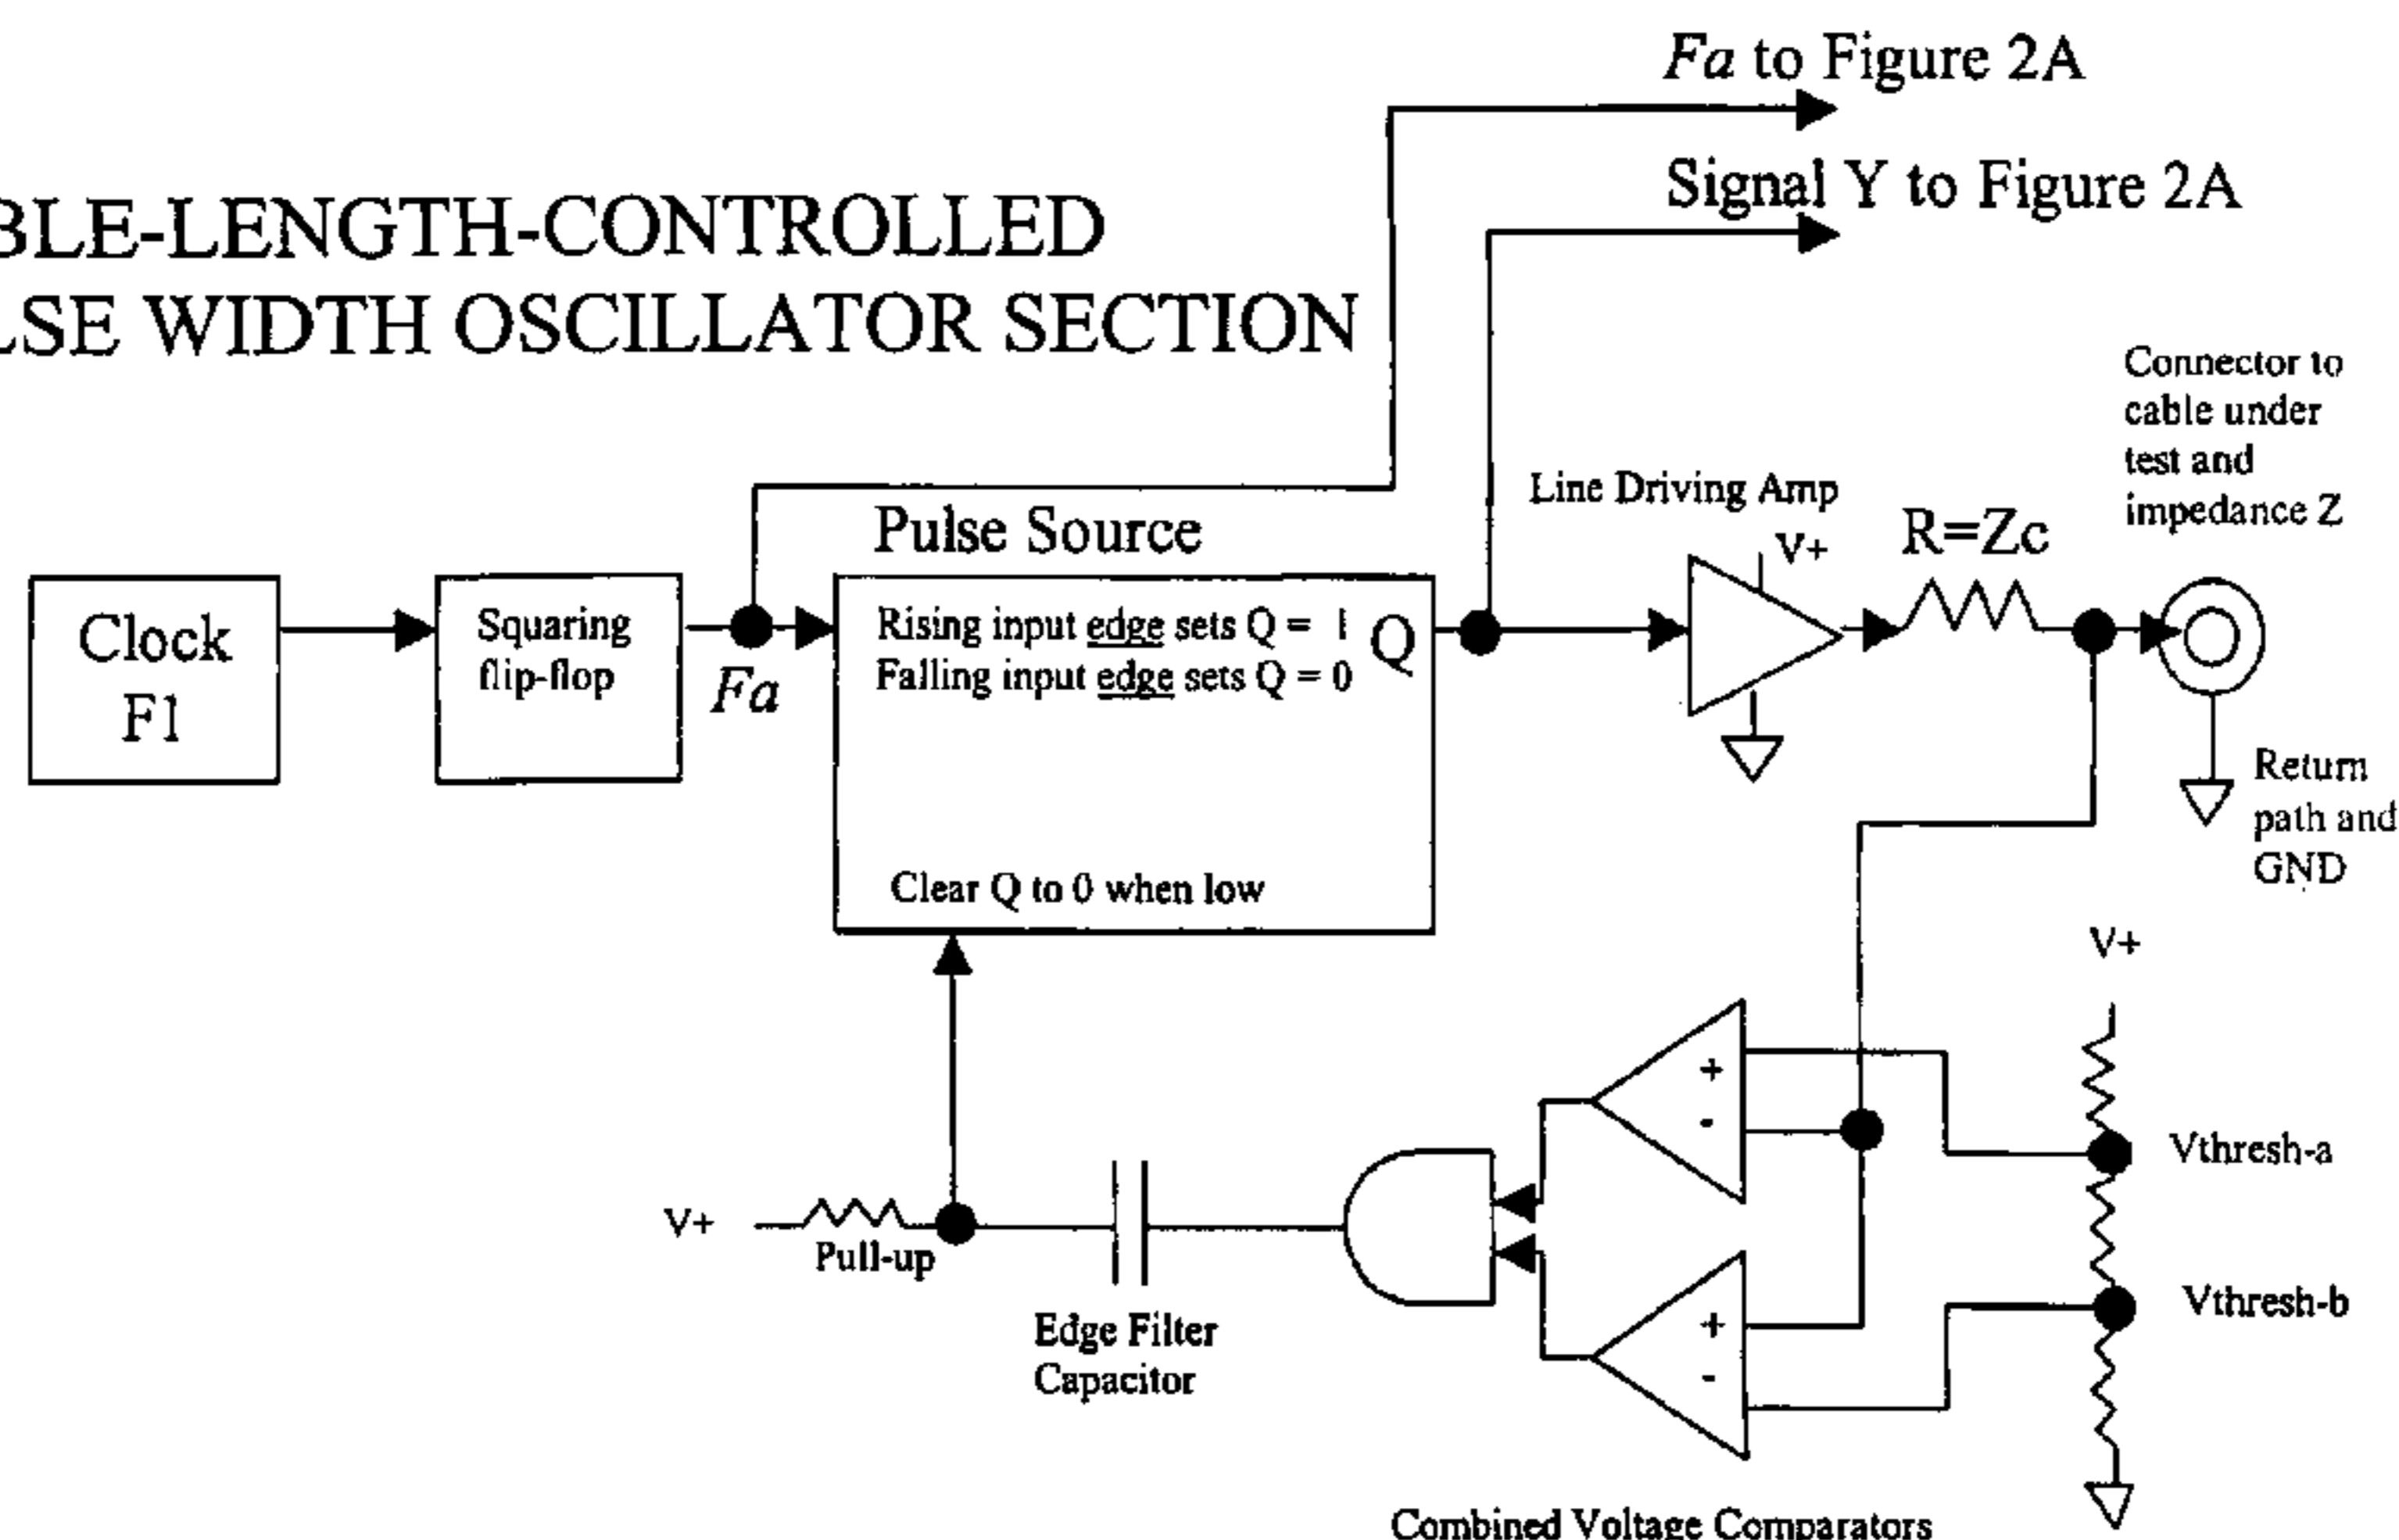 Fa to Figure 2A
Signal Y to Figure 2A
BLE-LENGTH-CONTROLLED
LSE WIDTH OSCILLATOR SECTION
Connector to
cable under
test and
impedance Z
Line Driving Amp
V+
R=Zc
Pulse Source
Clock
F1
Squaring
flip-flop
Fa
Rising input edge sets Q = 1
Falling input edge sets Q = 0
Q
Clear Q to 0 when low
Return
path and
GND
V+
+
-
Vthresh-a
V+
Pull-up
Edge Filter
Capacitor
+
-
Vthresh-b
Combined Voltage Comparators